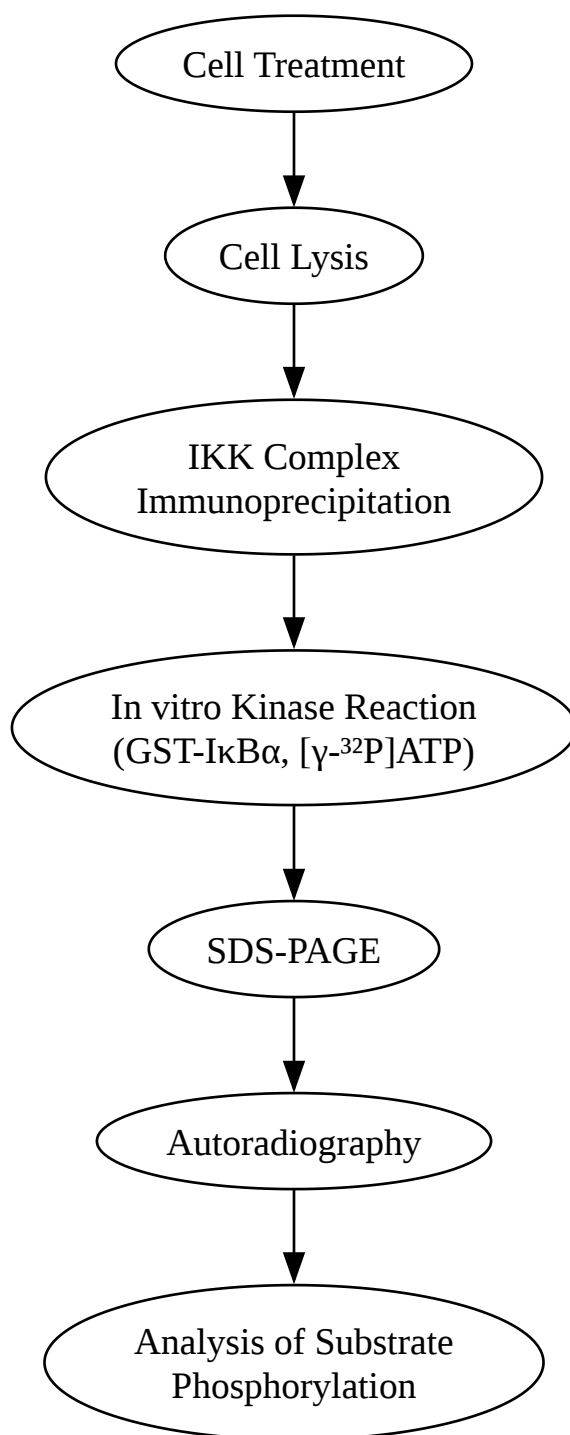 Cell Treatment
Cell Lysis
IKK Complex
Immunoprecipitation
In vitro Kinase Reaction
(GST-IκBα, [γ-³²P]ATP)
SDS-PAGE
Autoradiography
Analysis of Substrate
Phosphorylation